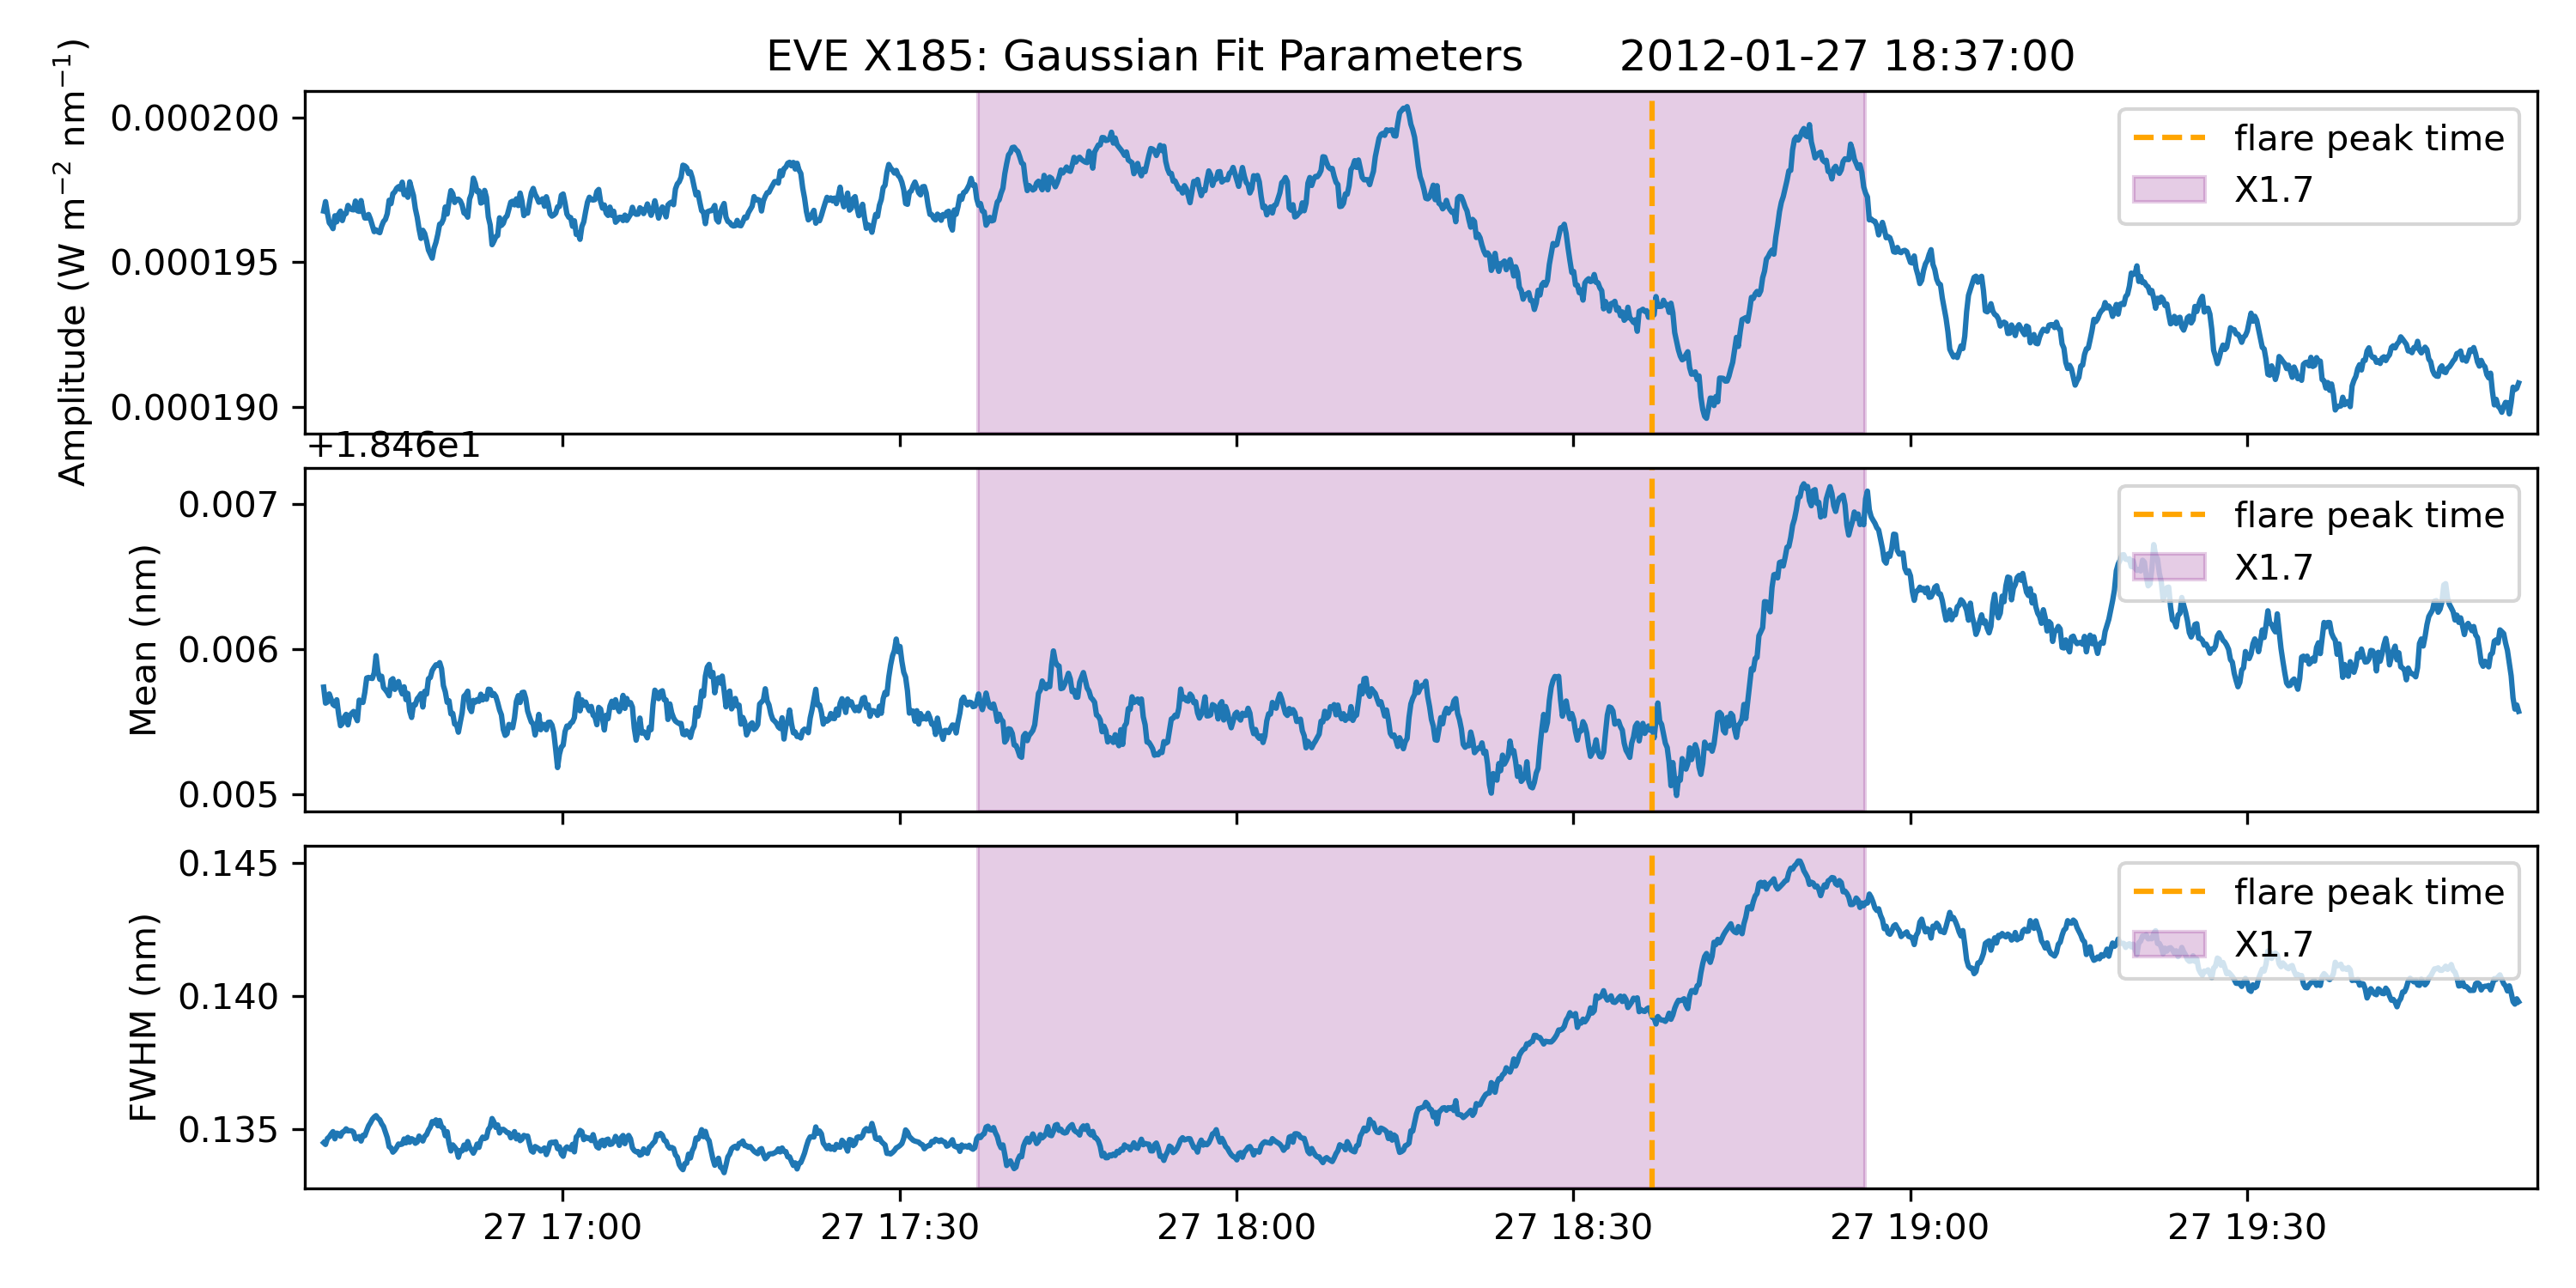 EVE X185: Gaussian Fit Parameters 2012-01-27 18:37:00
Amplitude (W m⁻² nm⁻¹)
0.000200
0.000195
0.000190
flare peak time
X1.7
+1.846e1
Mean (nm)
0.007
0.006
0.005
flare peak time
X1.7
FWHM (nm)
0.145
0.140
0.135
flare peak time
X1.7
27 17:00 27 17:30 27 18:00 27 18:30 27 19:00 27 19:30